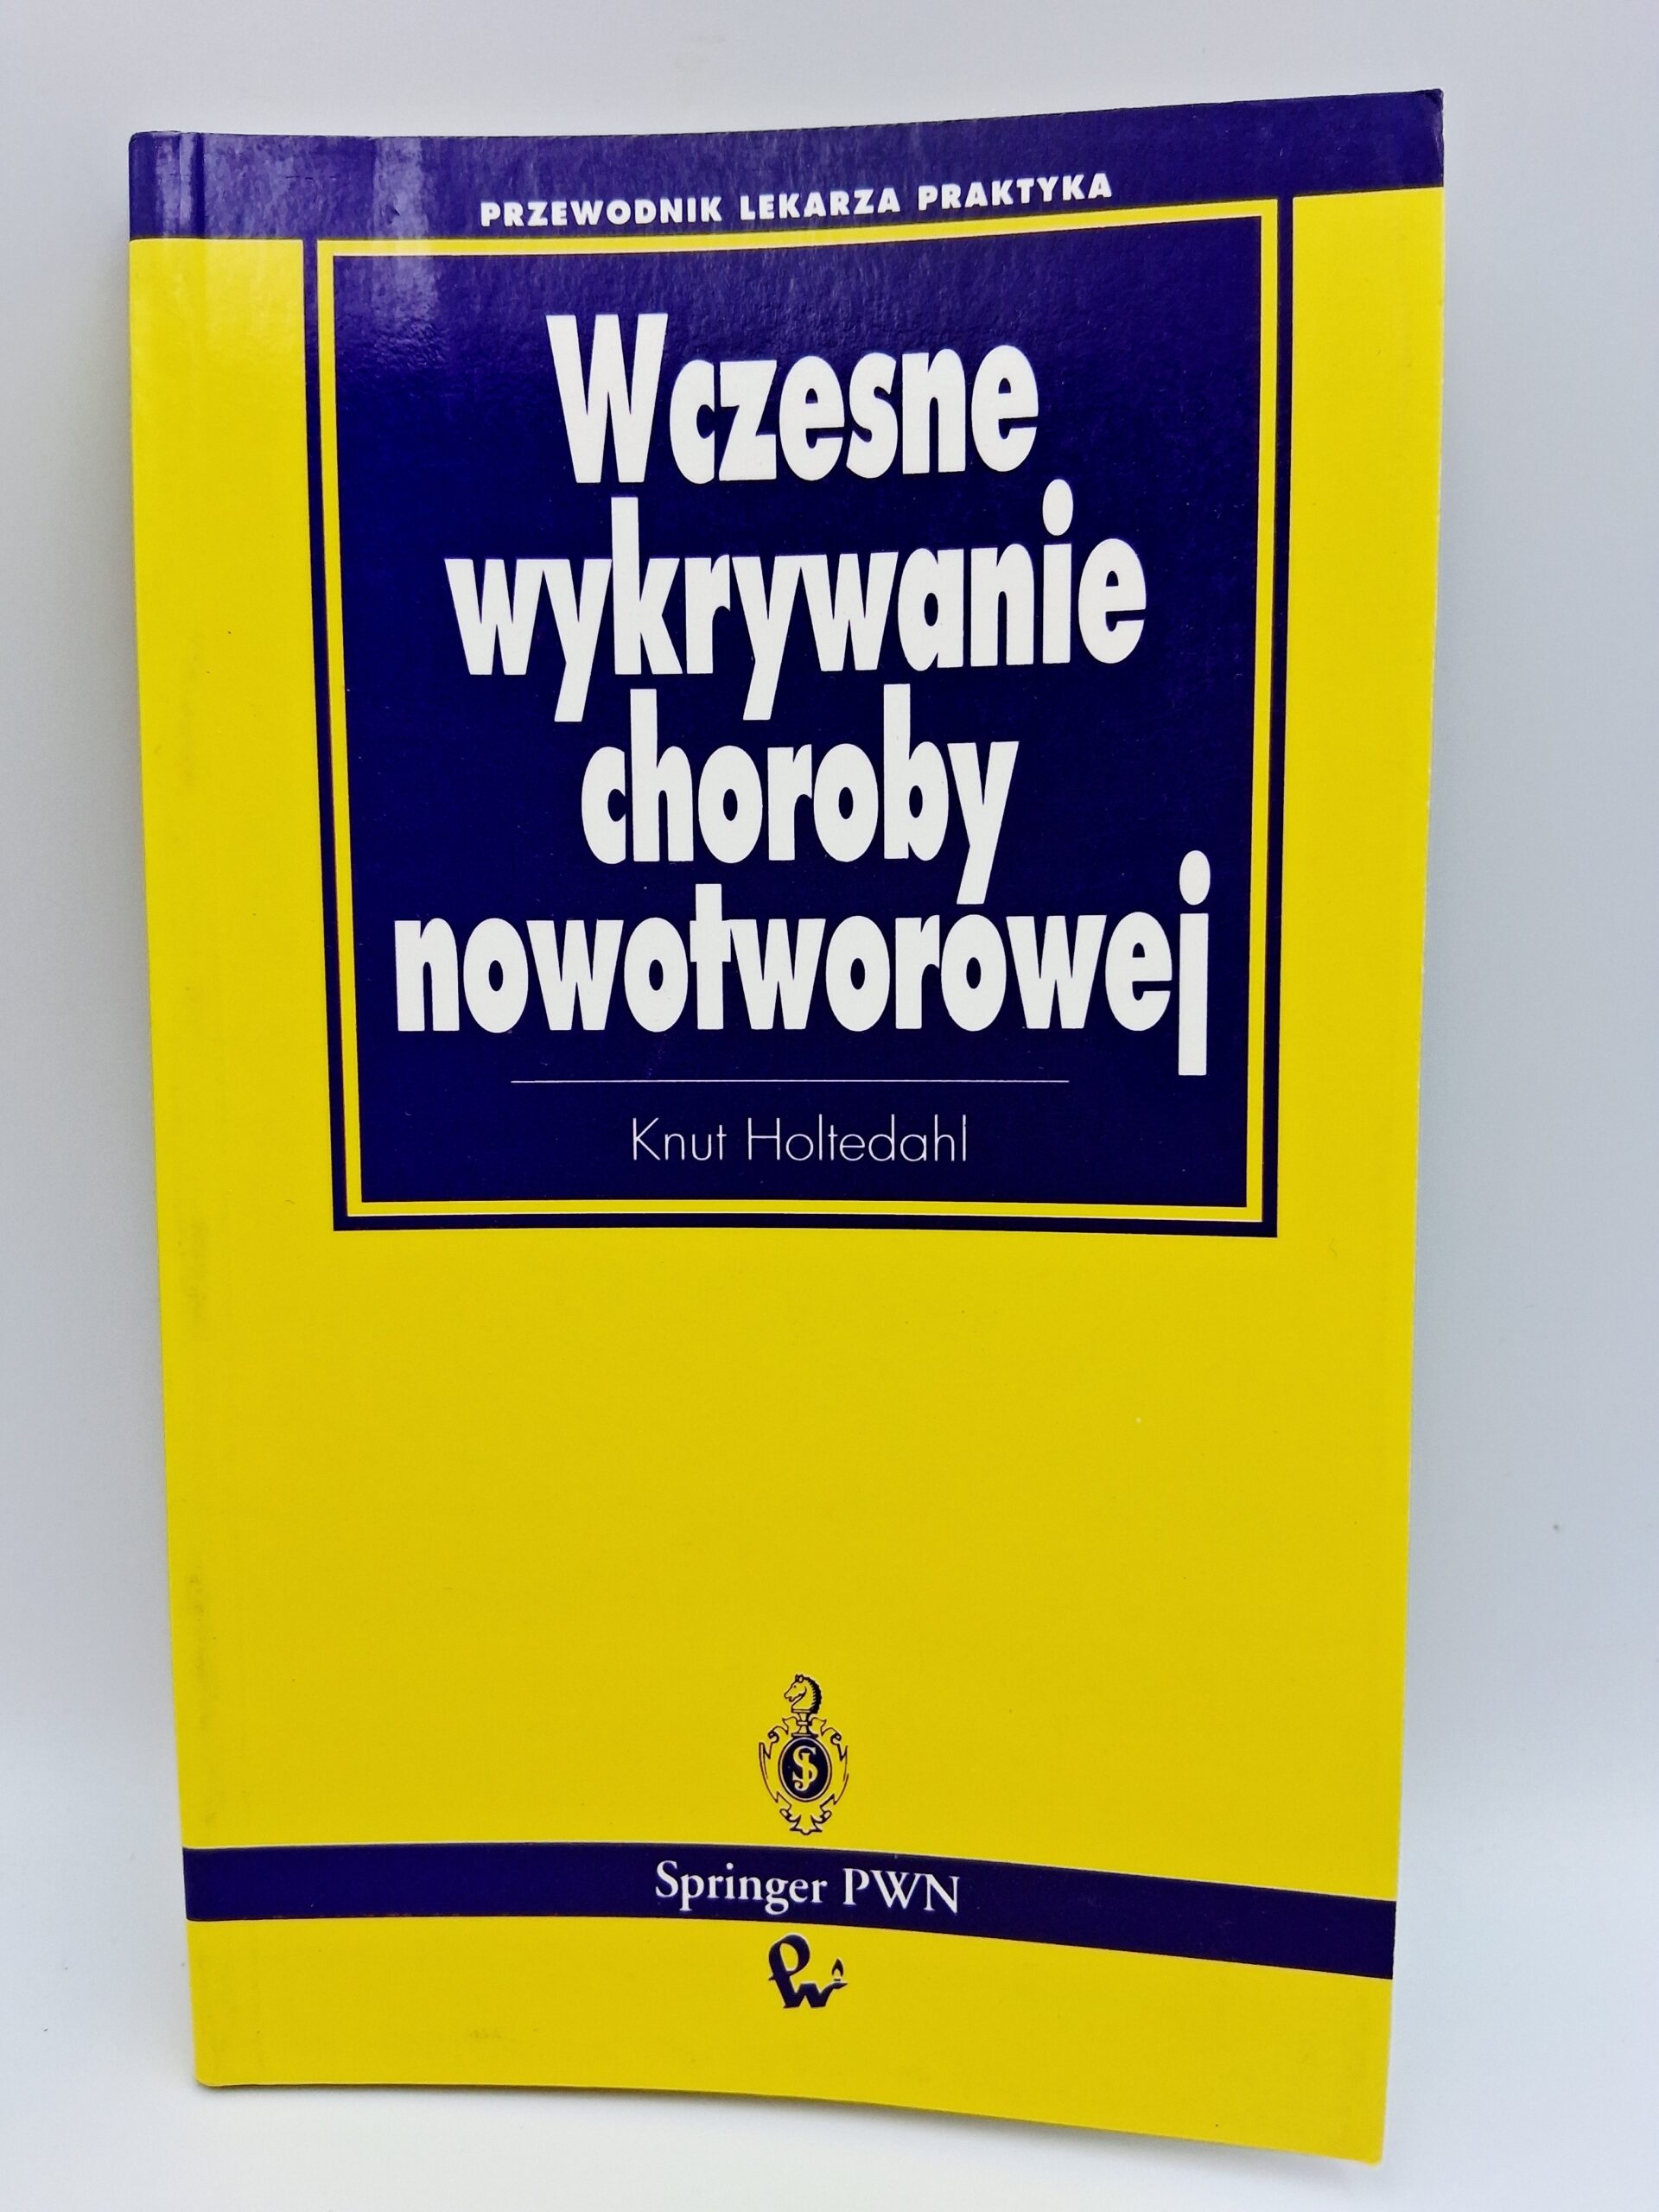 PRZEWODNIK LEKARZA PRAKTYKA
Wczesne
wykrywanie
choroby
nowotworowej
Knut Holtedahl
Springer PWN